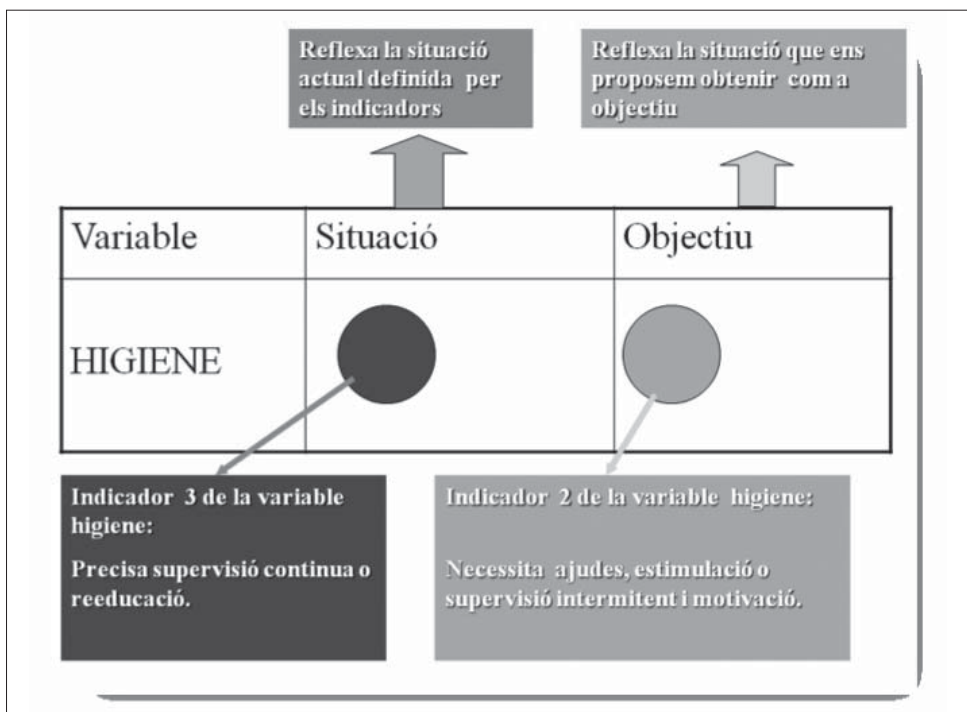 Reflexa la situació
actual definida per
els indicadors
Reflexa la situació que ens
proposem obtenir com a
objectiu
Variable
Situació
Objectiu
HIGIENE
Indicador 3 de la variable
higiene:
Precisa supervisió continua o
reeducació.
Indicador 2 de la variable higiene:
Necessita ajudes, estimulació o
supervisió intermitent i motivació.